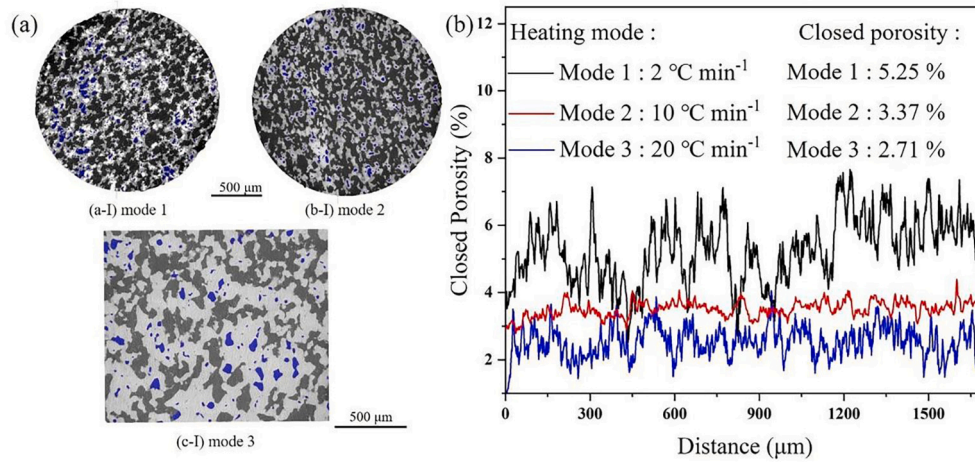 (a)
500 μm
(a-I) mode 1
(b-I) mode 2
500 μm
(c-I) mode 3
(b)
Heating mode :
Closed porosity :
Mode 1 : 2 °C min⁻¹
Mode 1 : 5.25 %
Mode 2 : 10 °C min⁻¹
Mode 2 : 3.37 %
Mode 3 : 20 °C min⁻¹
Mode 3 : 2.71 %
Closed Porosity (%)
12
10
8
6
4
2
0
300
600
900
1200
1500
Distance (μm)